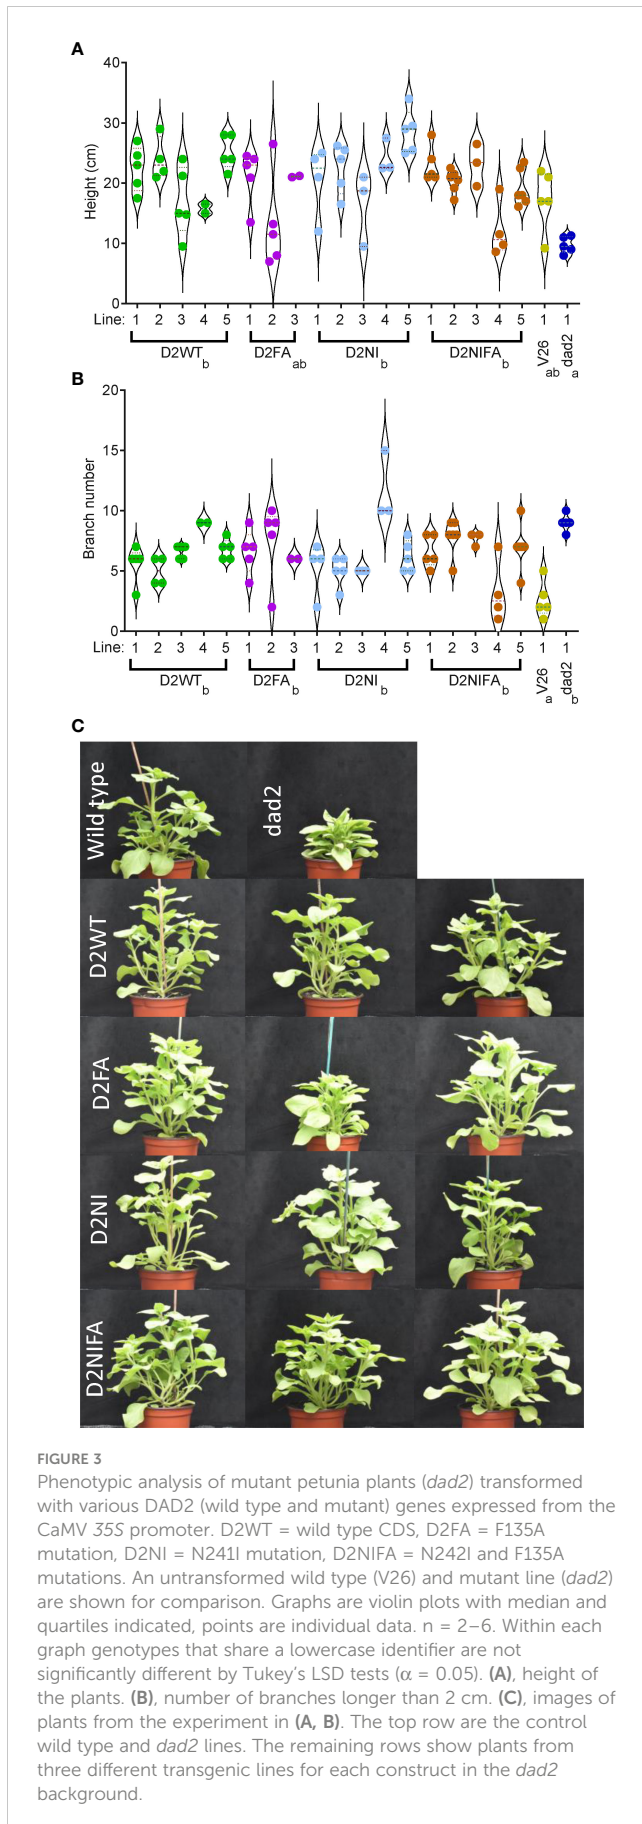 A
Height (cm)
40
30
20
10
0
Line: 1 2 3 4 5 1 2 3 1 2 3 4 5 1 2 3 4 5 1 1
D2WT b D2FA ab D2NI b D2NIFA b V26 ab dad2 a
B
Branch number
20
15
10
5
0
Line: 1 2 3 4 5 1 2 3 1 2 3 4 5 1 2 3 4 5 1 1
D2WT b D2FA b D2NI b D2NIFA b V26 a dad2 b
C
Wild type
dad2
D2WT
D2FA
D2NI
D2NIFA
FIGURE 3
Phenotypic analysis of mutant petunia plants (dad2) transformed
with various DAD2 (wild type and mutant) genes expressed from the
CaMV 35S promoter. D2WT = wild type CDS, D2FA = F135A
mutation, D2NI = N241I mutation, D2NIFA = N242I and F135A
mutations. An untransformed wild type (V26) and mutant line (dad2)
are shown for comparison. Graphs are violin plots with median and
quartiles indicated, points are individual data. n = 2–6. Within each
graph genotypes that share a lowercase identifier are not
significantly different by Tukey's LSD tests (α = 0.05). (A), height of
the plants. (B), number of branches longer than 2 cm. (C), images of
plants from the experiment in (A, B). The top row are the control
wild type and dad2 lines. The remaining rows show plants from
three different transgenic lines for each construct in the dad2
background.